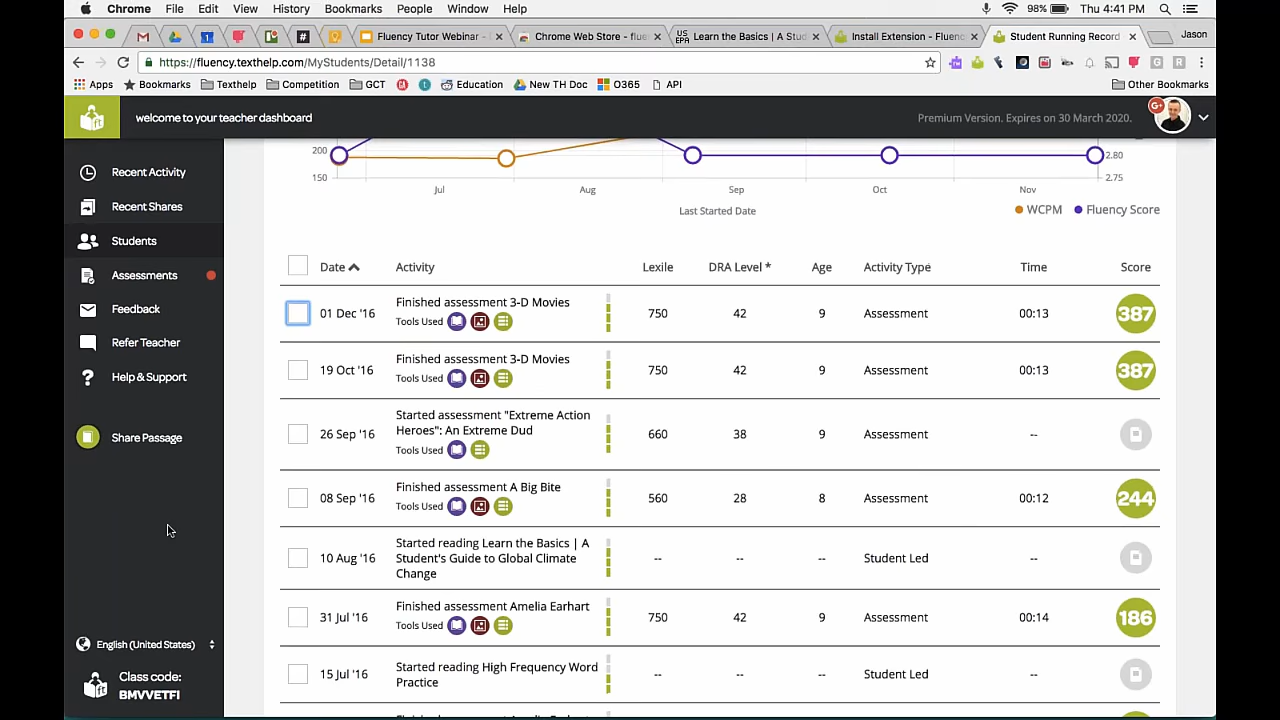 Chrome File Edit View History Bookmarks People Window Help 98% Thu 4:41 PM
Fluency Tutor Webinar - Chrome Web Store - flue US EPA Learn the Basics | A Stud Install Extension - Fluenc Student Running Record Jason
https://fluency.texthelp.com/MyStudents/Detail/1138
Apps Bookmarks Texthelp Competition GCT Education New TH Doc O365 API Other Bookmarks
welcome to your teacher dashboard Premium Version. Expires on 30 March 2020.
Recent Activity
Recent Shares
Students
Assessments
Feedback
Refer Teacher
Help & Support
Share Passage
English (United States)
Class code:
BMVVETFI
200 2.80
150 2.75
Jul Aug Sep Oct Nov
Last Started Date
WCPM Fluency Score
Date Activity Lexile DRA Level * Age Activity Type Time Score
01 Dec '16 Finished assessment 3-D Movies 750 42 9 Assessment 00:13 387
Tools Used
19 Oct '16 Finished assessment 3-D Movies 750 42 9 Assessment 00:13 387
Tools Used
26 Sep '16 Started assessment "Extreme Action 660 38 9 Assessment --
Heroes": An Extreme Dud
Tools Used
08 Sep '16 Finished assessment A Big Bite 560 28 8 Assessment 00:12 244
Tools Used
10 Aug '16 Started reading Learn the Basics | A -- -- -- Student Led --
Student's Guide to Global Climate
Change
31 Jul '16 Finished assessment Amelia Earhart 750 42 9 Assessment 00:14 186
Tools Used
15 Jul '16 Started reading High Frequency Word -- -- -- Student Led --
Practice